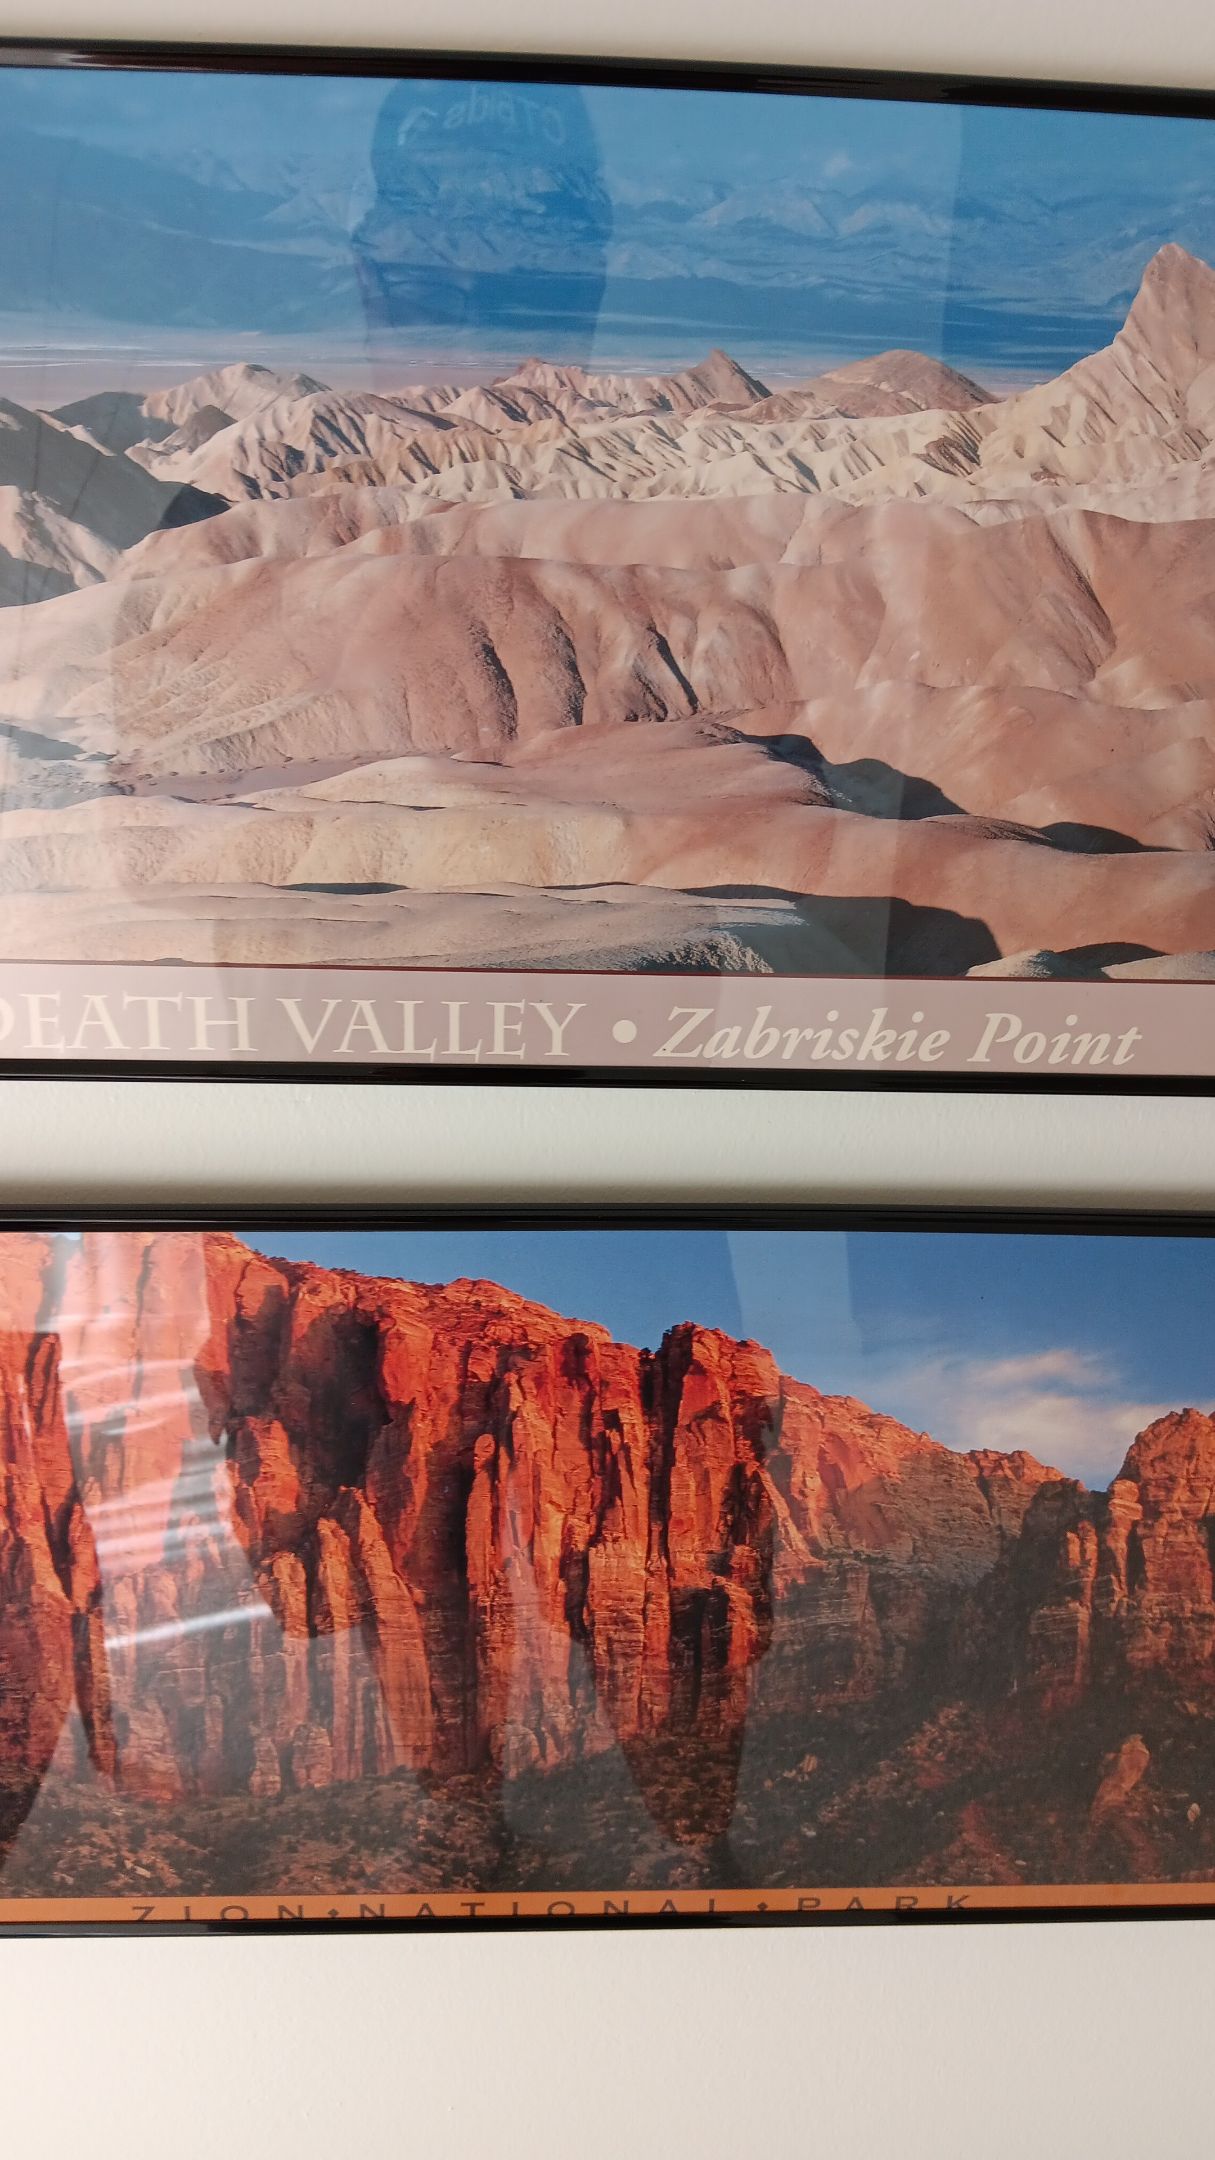 DEATH VALLEY • Zabriskie Point
ZION • NATIONAL • PARK